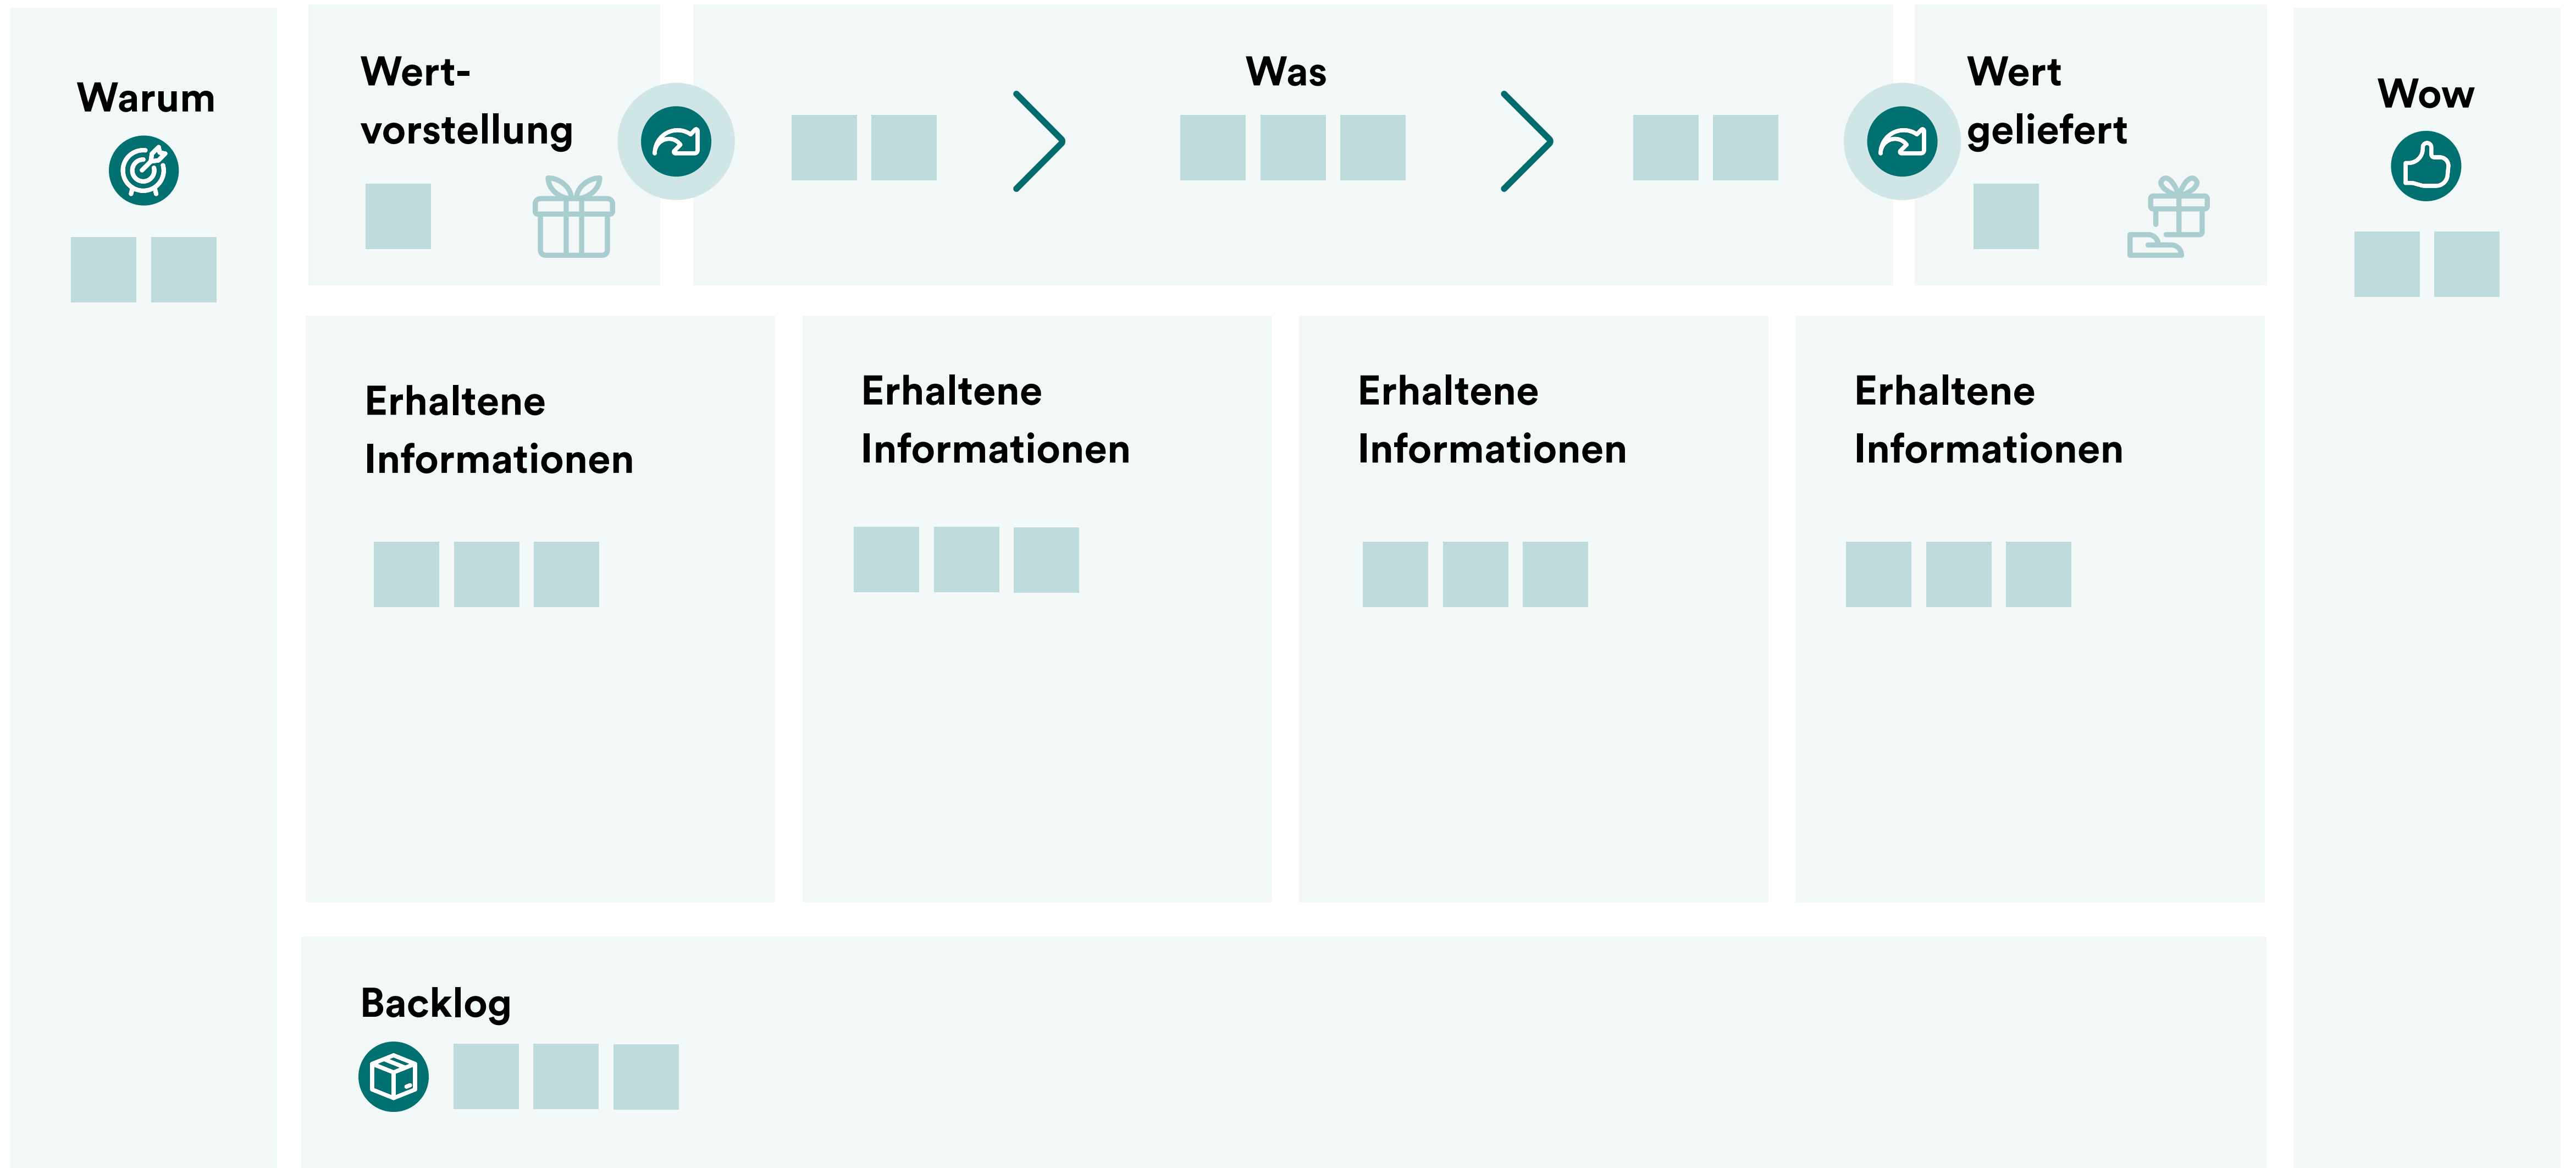 Warum
Wert-
vorstellung
Was
Wert
geliefert
Wow
Erhaltene
Informationen
Erhaltene
Informationen
Erhaltene
Informationen
Erhaltene
Informationen
Backlog